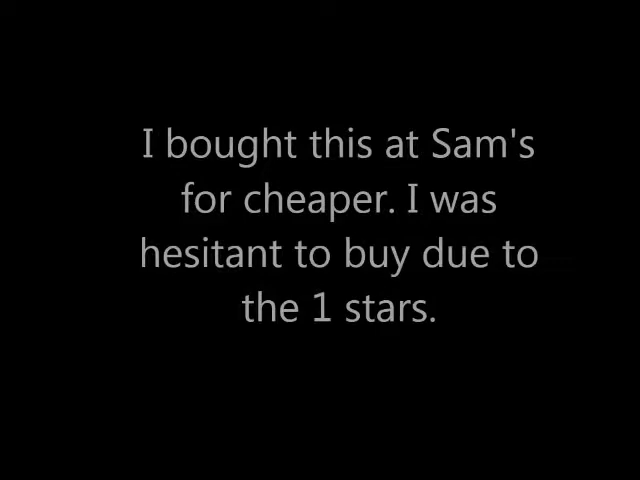 I bought this at Sam's
for cheaper. I was
hesitant to buy due to
the 1 stars.